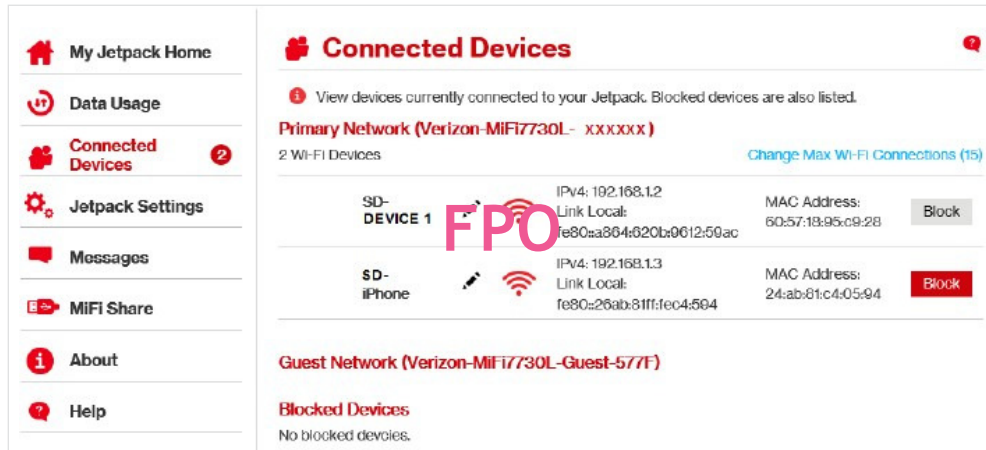 My Jetpack Home
Data Usage
Connected
Devices
2
Jetpack Settings
Messages
MiFi Share
About
Help
Connected Devices
View devices currently connected to your Jetpack. Blocked devices are also listed.
Primary Network (Verizon-MiFi7730L- xxxxxx)
2 Wi-Fi Devices
Change Max Wi-Fi Connections (15)
SD-
DEVICE 1
IPv4: 192.168.1.2
Link Local:
fe80::a864:620b:9612:59ac
MAC Address:
60:57:18:95:c9:28
Block
FPO
SD-
iPhone
IPv4: 192.168.1.3
Link Local:
fe80::26ab:81ff:fec4:594
MAC Address:
24:ab:81:c4:05:94
Block
Guest Network (Verizon-MiFi7730L-Guest-577F)
Blocked Devices
No blocked devcies.